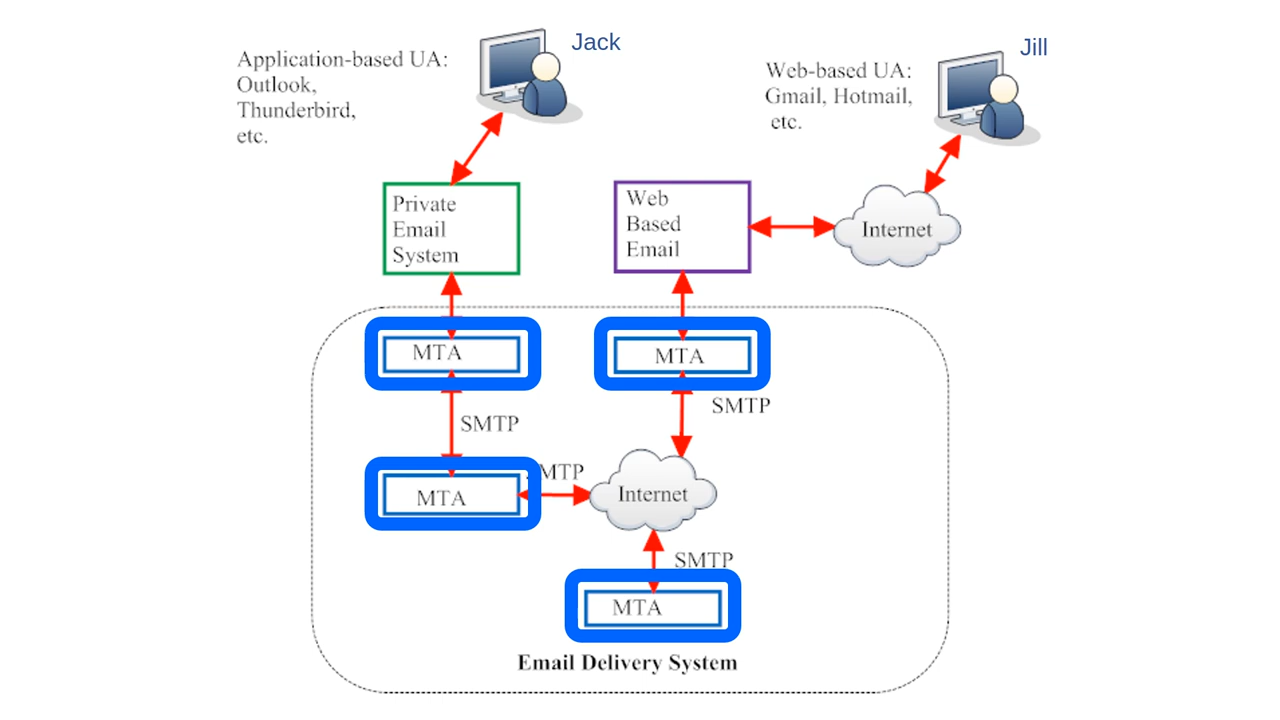 Jack
Application-based UA:
Outlook,
Thunderbird,
etc.
Jill
Web-based UA:
Gmail, Hotmail,
etc.
Private
Email
System
Web
Based
Email
Internet
MTA
MTA
SMTP
SMTP
MTP
MTA
Internet
SMTP
MTA
Email Delivery System